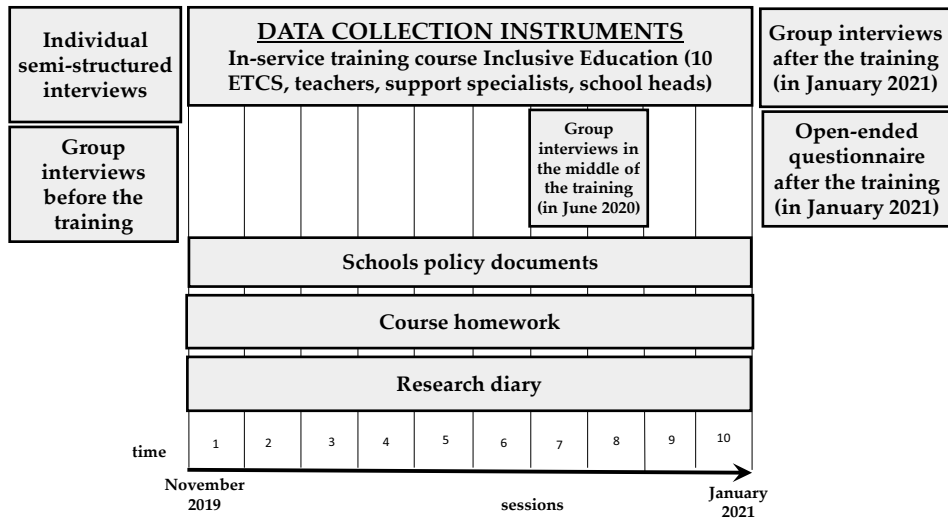 Individual
semi-structured
interviews
Group
interviews
before the
training
DATA COLLECTION INSTRUMENTS
In-service training course Inclusive Education (10
ETCS, teachers, support specialists, school heads)
Group
interviews in
the middle of
the training
(in June 2020)
Group interviews
after the training
(in January 2021)
Open-ended
questionnaire
after the training
(in January 2021)
Schools policy documents
Course homework
Research diary
time
1 2 3 4 5 6 7 8 9 10
November
2019
sessions
January
2021